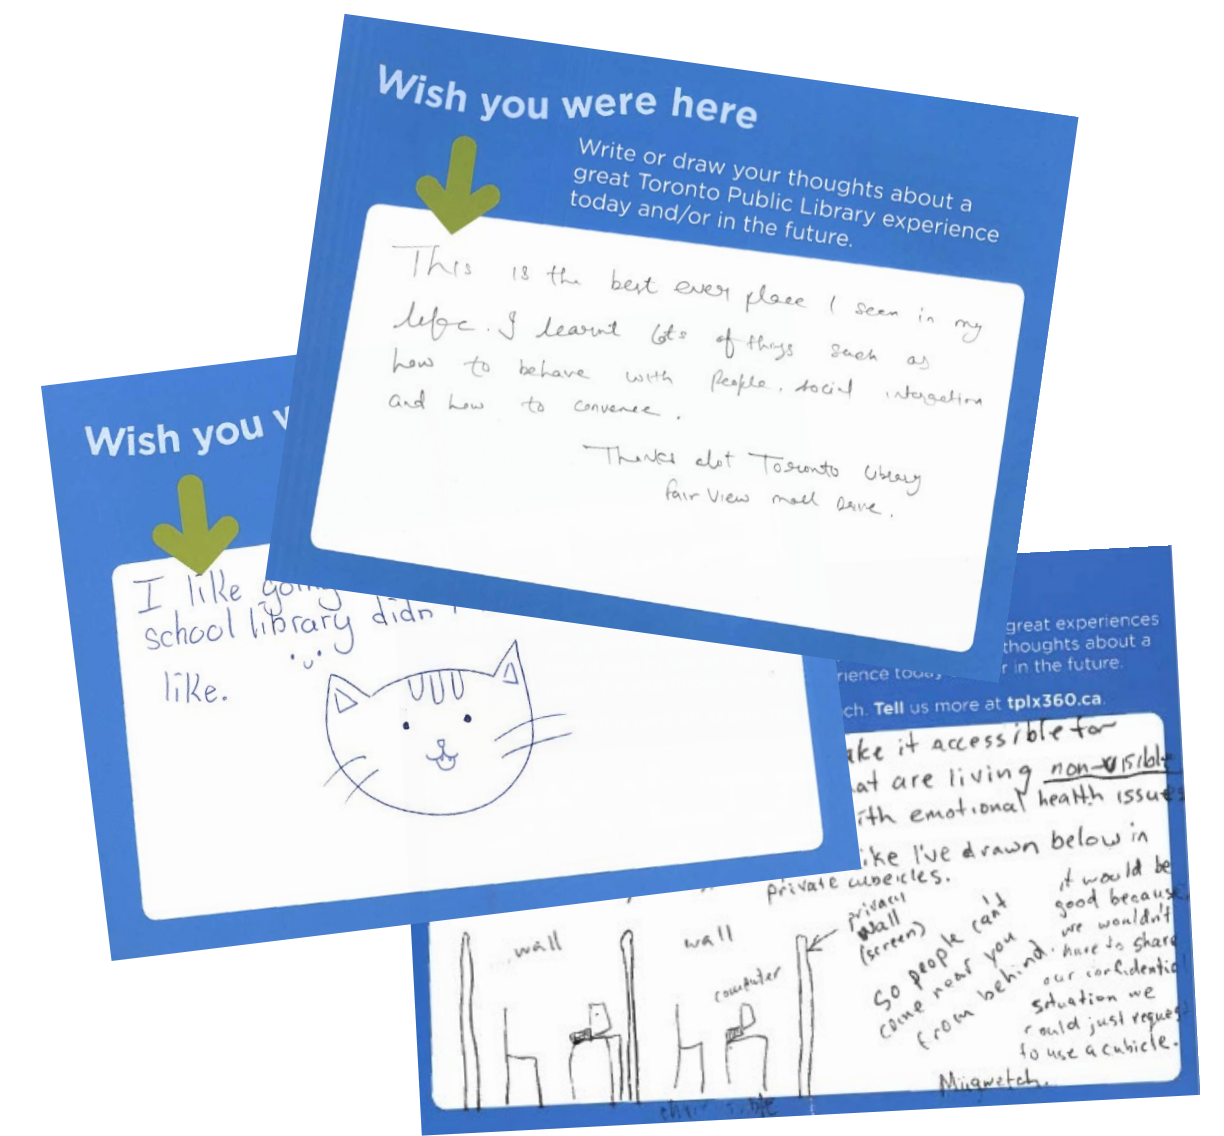 Wish you were here
Write or draw your thoughts about a
great Toronto Public Library experience
today and/or in the future.
This is the best ever place I seen in my
life. I learnt lots of things such as
how to behave with People, social interaction
and how to
Thanks alot Toronto Library
fair View mall Drive.
Wish you
I like going
school library didn
like.
great experiences
thoughts about a
rience today r in the future.
ch. Tell us more at tplx360.ca.
ake it accessible for
at are living non-visible
ith emotional health issues
ike I've drawn below in
private cubeicles.
privacy
wall
(screen)
So people can't
come near you
from behind.
it would be
good because
we wouldn't
have to share
our confidential
situation we
could just request
to use a cubicle.
Miigwetch.
wall
wall
computer
chair table